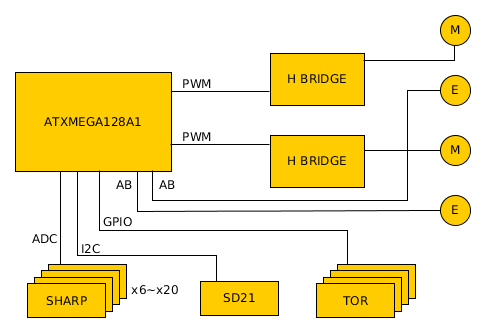 M
PWM
H BRIDGE
E
ATXMEGA128A1
PWM
H BRIDGE
M
AB
AB
E
GPIO
ADC
I2C
SHARP
x6~x20
SD21
TOR